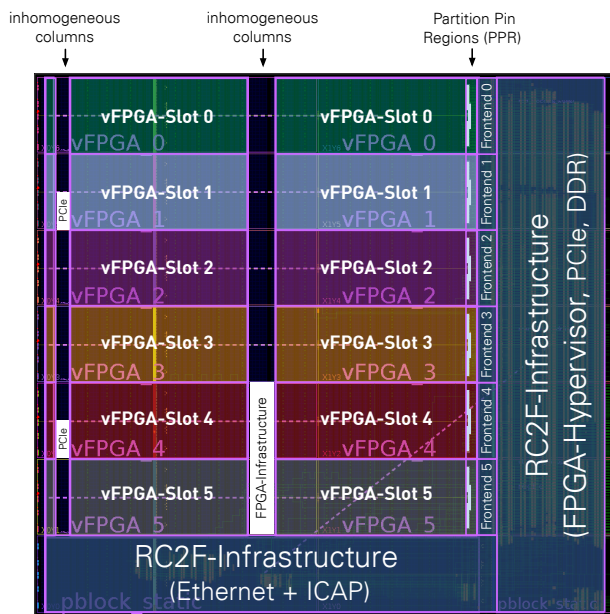 inhomogeneous
columns
inhomogeneous
columns
Partition Pin
Regions (PPR)
vFPGA-Slot 0
vFPGA_0
vFPGA-Slot 0
vFPGA_0
Frontend 0
vFPGA-Slot 1
vFPGA_1
vFPGA-Slot 1
vFPGA_1
Frontend 1
PCIe
vFPGA-Slot 2
vFPGA_2
vFPGA-Slot 2
vFPGA_2
Frontend 2
vFPGA-Slot 3
vFPGA_3
vFPGA-Slot 3
vFPGA_3
Frontend 3
vFPGA-Slot 4
vFPGA_4
vFPGA-Slot 4
vFPGA_4
Frontend 4
PCIe
FPGA-Infrastructure
vFPGA-Slot 5
vFPGA_5
vFPGA-Slot 5
vFPGA_5
Frontend 5
RC2F-Infrastructure
(FPGA-Hypervisor, PCIe, DDR)
RC2F-Infrastructure
(Ethernet + ICAP)
pblock_static
pblock_static